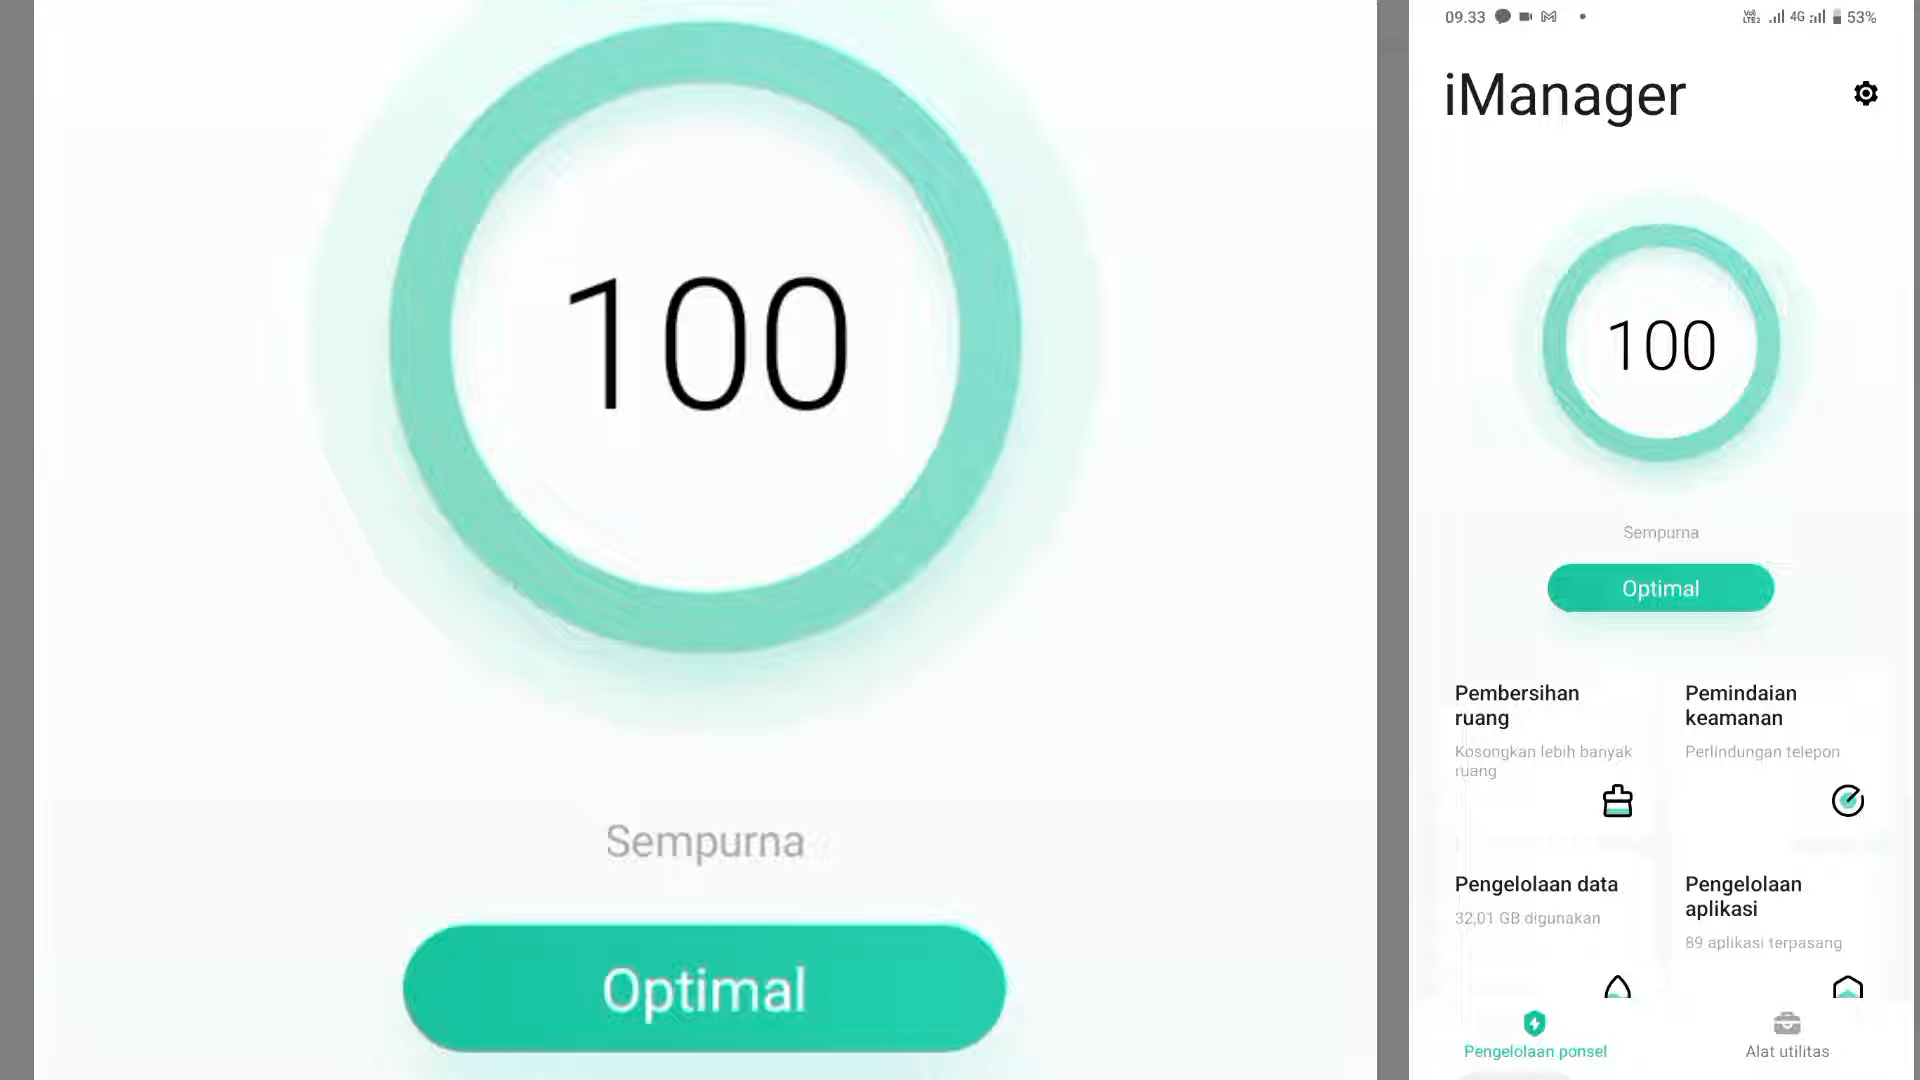 100
Sempurna
Optimal
09.33
4G
53%
iManager
100
Sempurna
Optimal
Pembersihan
ruang
Kosongkan lebih banyak
ruang
Pemindaian
keamanan
Perlindungan telepon
Pengelolaan data
32,01 GB digunakan
Pengelolaan
aplikasi
89 aplikasi terpasang
Pengelolaan ponsel
Alat utilitas